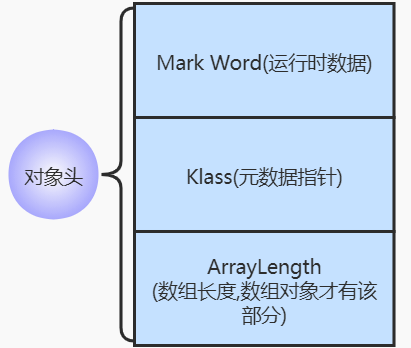 对象头
Mark Word(运行时数据)
Klass(元数据指针)
ArrayLength
(数组长度,数组对象才有该
部分)